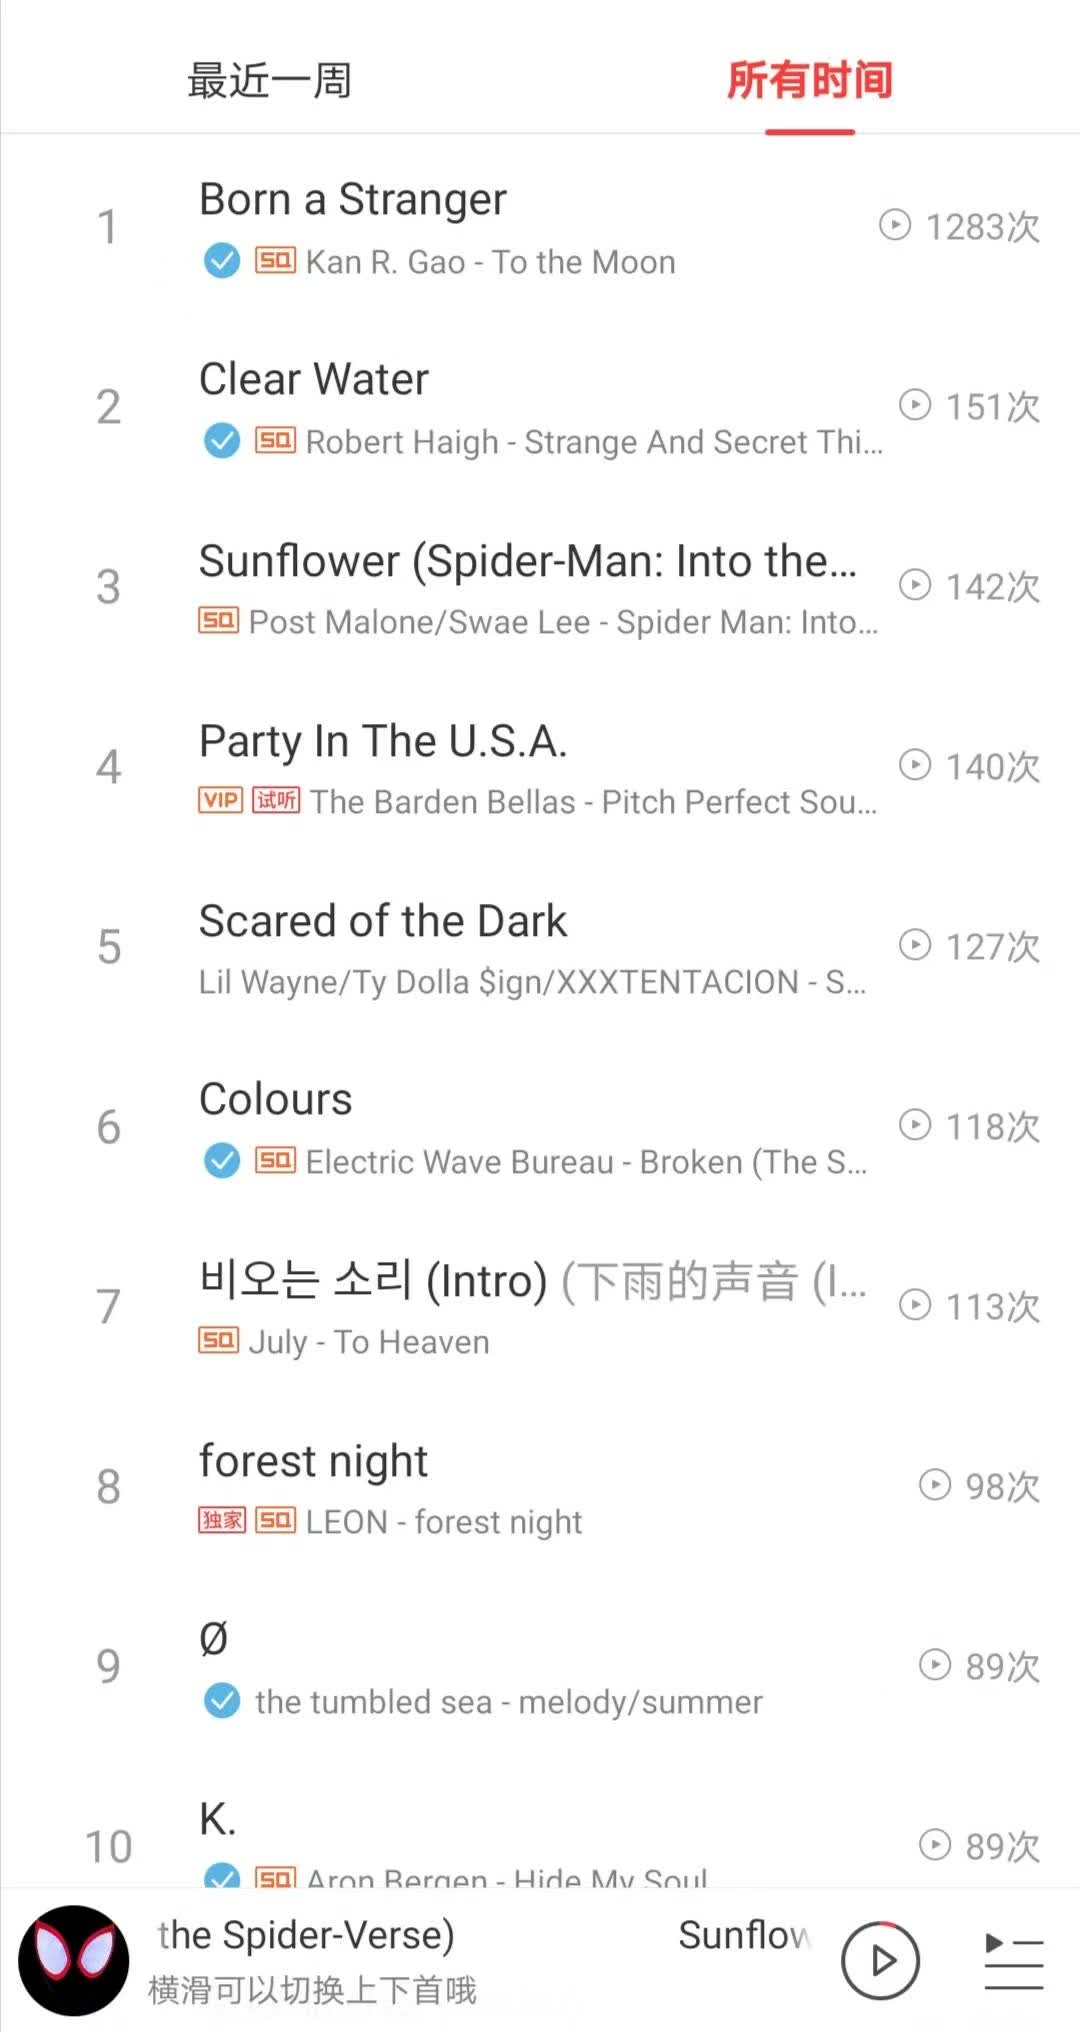 最近一周
所有时间
1
Born a Stranger
SQ Kan R. Gao - To the Moon
1283次
2
Clear Water
SQ Robert Haigh - Strange And Secret Thi...
151次
3
Sunflower (Spider-Man: Into the...
SQ Post Malone/Swae Lee - Spider Man: Into...
142次
4
Party In The U.S.A.
VIP 试听 The Barden Bellas - Pitch Perfect Sou...
140次
5
Scared of the Dark
Lil Wayne/Ty Dolla $ign/XXXTENTACION - S...
127次
6
Colours
SQ Electric Wave Bureau - Broken (The S...
118次
7
비오는 소리 (Intro) (下雨的声音 (I...
SQ July - To Heaven
113次
8
forest night
独家 SQ LEON - forest night
98次
9
Ø
the tumbled sea - melody/summer
89次
10
K.
SQ Aron Bergen - Hide My Soul
89次
the Spider-Verse) Sunflow
横滑可以切换上下首哦